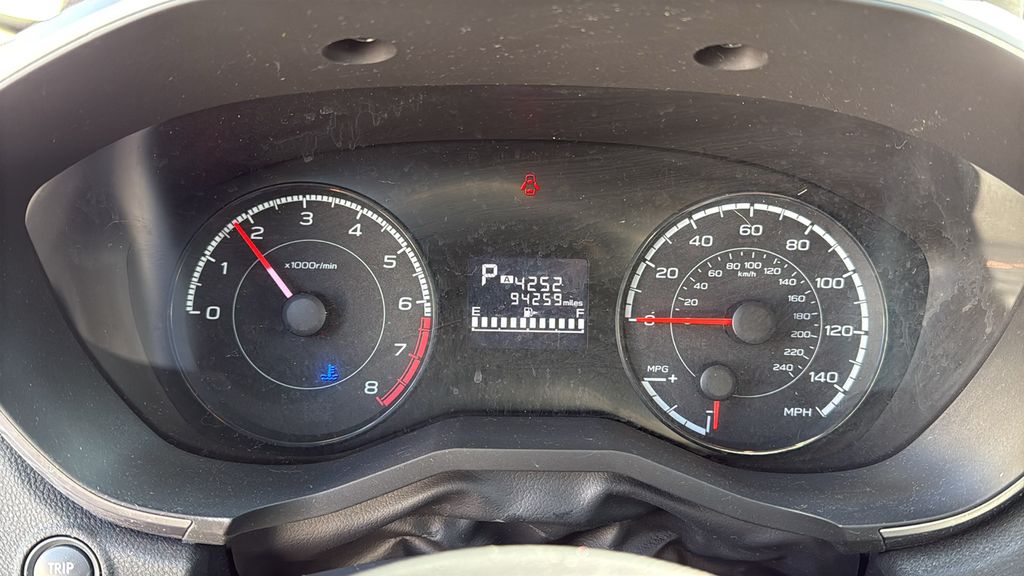 0 1 2 3 4 5 6 7 8
x1000r/min
P A 4252
94259 miles
E F
0 20 40 60 80 100 120 140
MPH
20 40 60 80 100 120 140 160 180 200 220 240
km/h
MPG
+
-
TRIP